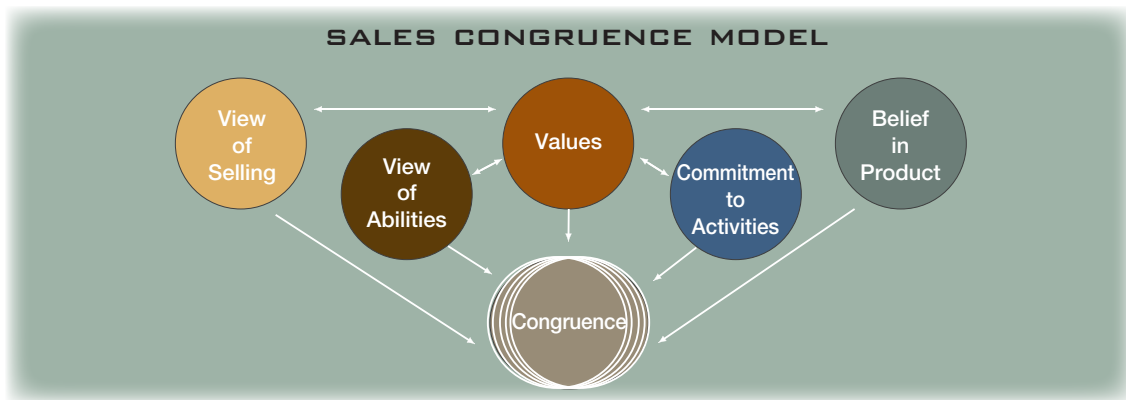 SALES CONGRUENCE MODEL
View
of
Selling
View
of
Abilities
Values
Commitment
to
Activities
Belief
in
Product
Congruence